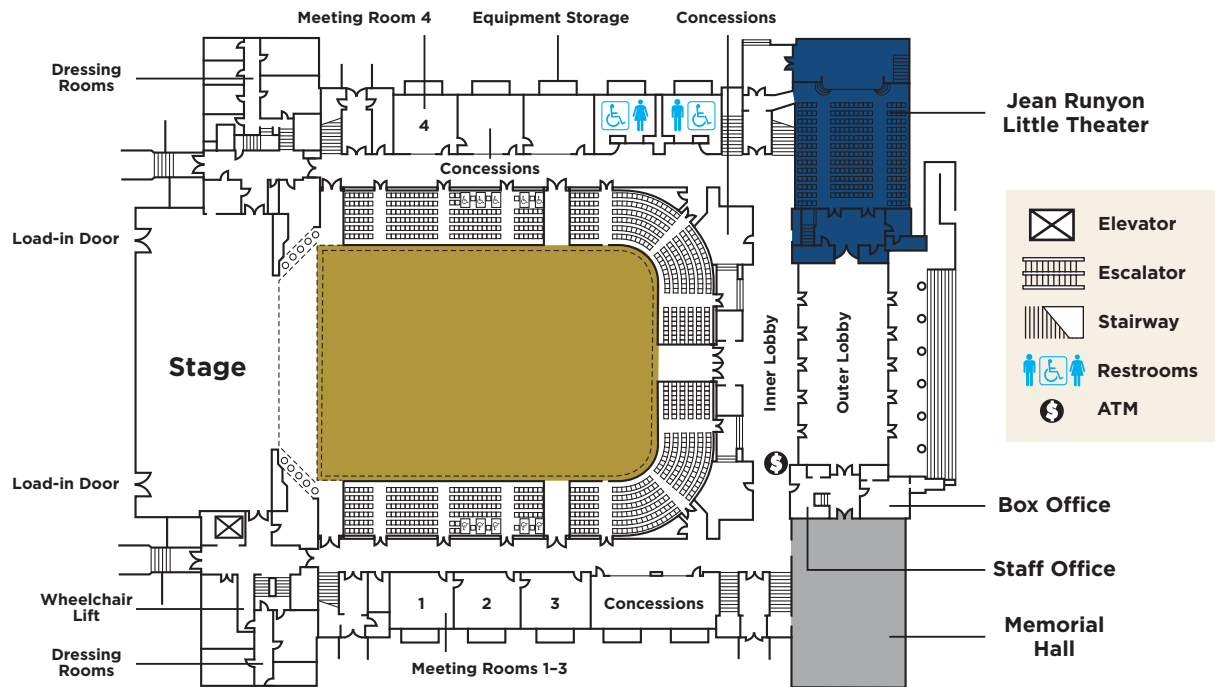 Meeting Room 4
Equipment Storage
Concessions
Dressing
Rooms
Jean Runyon
Little Theater
4
Concessions
Load-in Door
Elevator
Escalator
Stairway
Restrooms
$
ATM
Stage
Inner Lobby
Outer Lobby
$
Load-in Door
Box Office
Staff Office
Wheelchair
Lift
1
2
3
Concessions
Memorial
Hall
Dressing
Rooms
Meeting Rooms 1–3